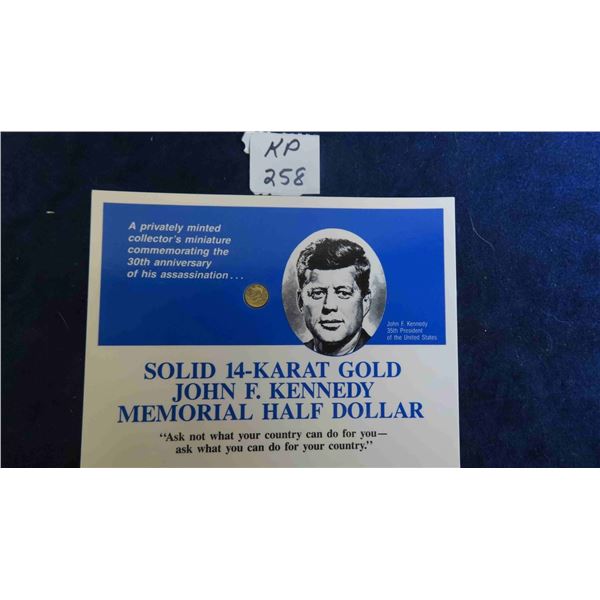 KP
258
A privately minted
collector's miniature
commemorating the
30th anniversary
of his assassination . . .
John F. Kennedy
35th President
of the United States
SOLID 14-KARAT GOLD
JOHN F. KENNEDY
MEMORIAL HALF DOLLAR
"Ask not what your country can do for you—
ask what you can do for your country."